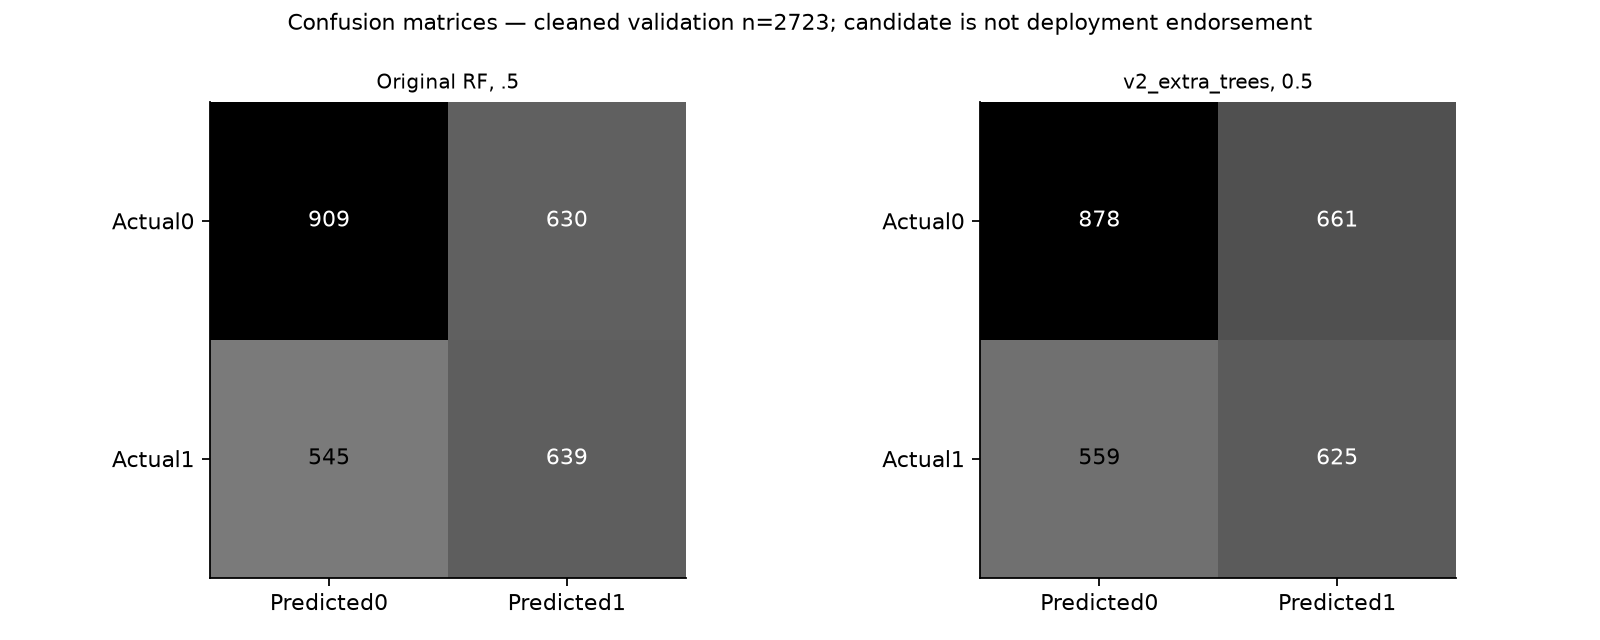 Confusion matrices — cleaned validation n=2723; candidate is not deployment endorsement
Original RF, .5
Actual0
909
630
Actual1
545
639
Predicted0
Predicted1
v2_extra_trees, 0.5
Actual0
878
661
Actual1
559
625
Predicted0
Predicted1